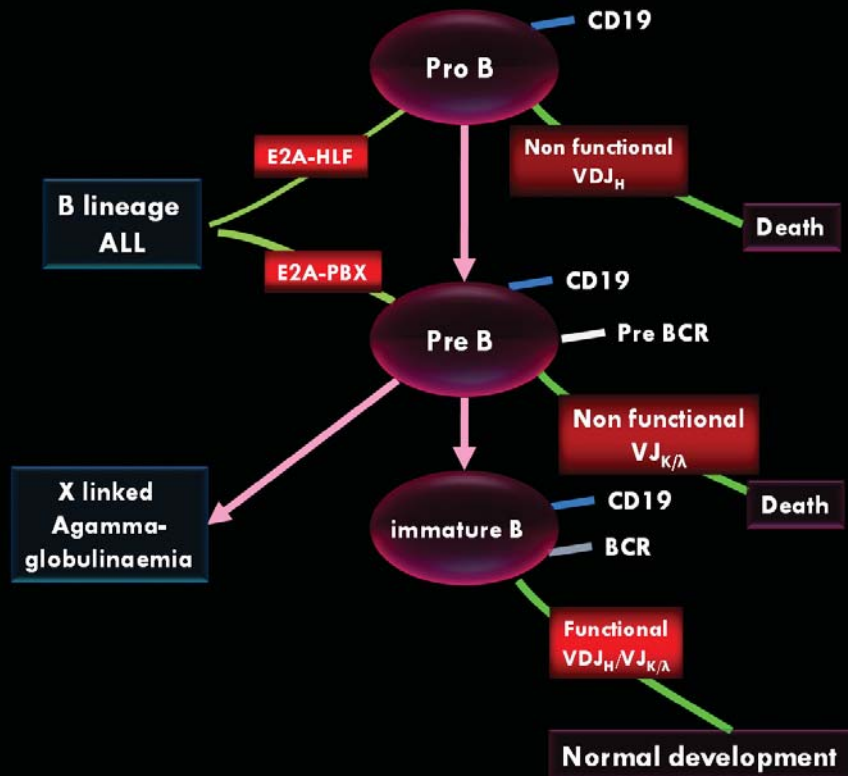 CD19
Pro B
E2A-HLF
Non functional
VDJH
B lineage
ALL
Death
E2A-PBX
CD19
Pre B
Pre BCR
Non functional
VJK/λ
X linked
Agamma-
globulinaemia
CD19
Death
immature B
BCR
Functional
VDJH/VJK/λ
Normal development